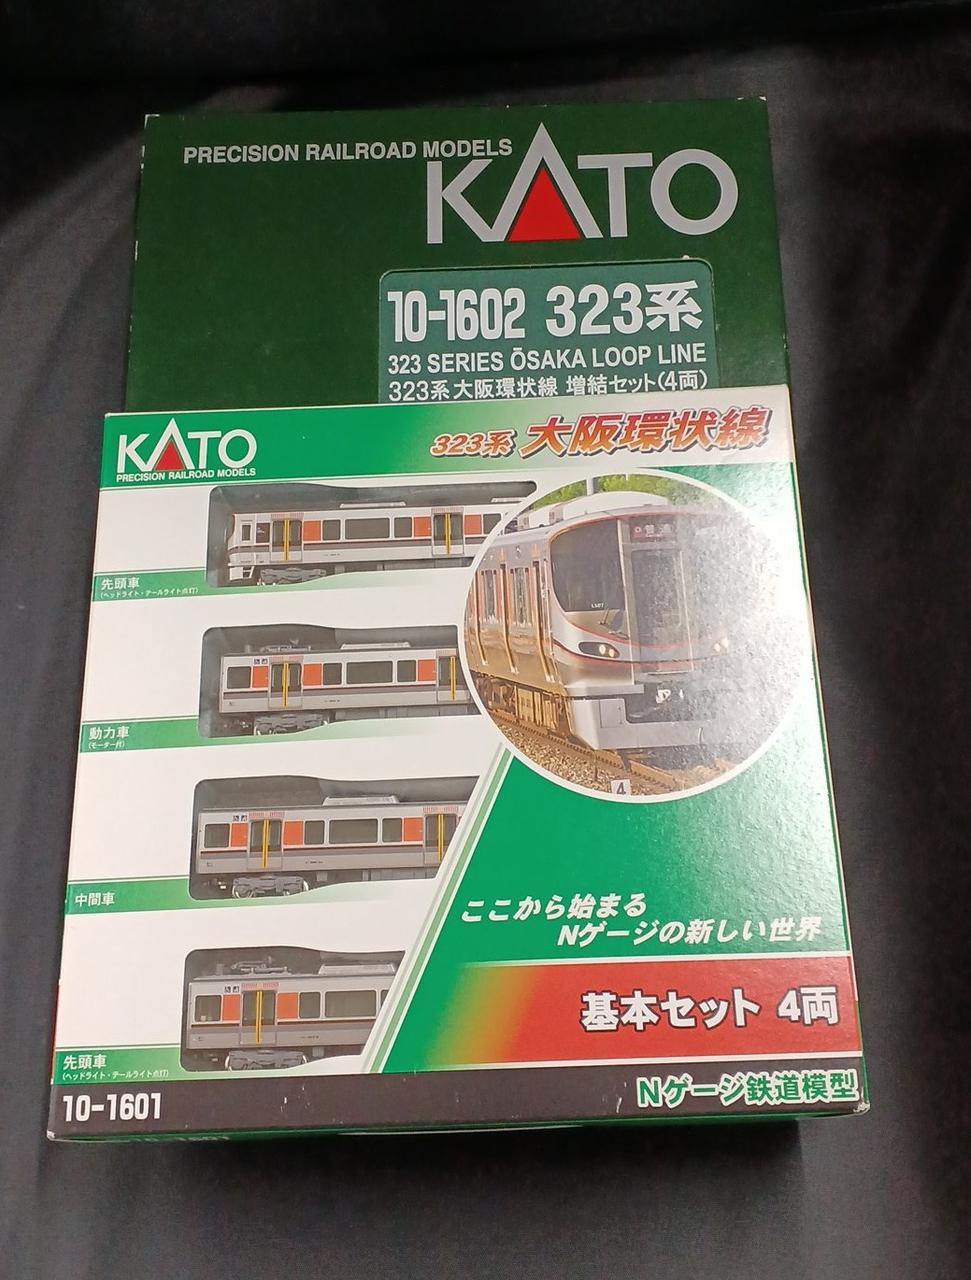 PRECISION RAILROAD MODELS
KATO
10-1602 323系
323 SERIES ŌSAKA LOOP LINE
323系 大阪環状線 増結セット(4両)
KATO
PRECISION RAILROAD MODELS
323系 大阪環状線
先頭車
(ヘッドライト・テールライト点灯)
普通
LS07
動力車
(モーター付)
4
中間車
ここから始まる
Nゲージの新しい世界
基本セット 4両
先頭車
(ヘッドライト・テールライト点灯)
10-1601
Nゲージ鉄道模型